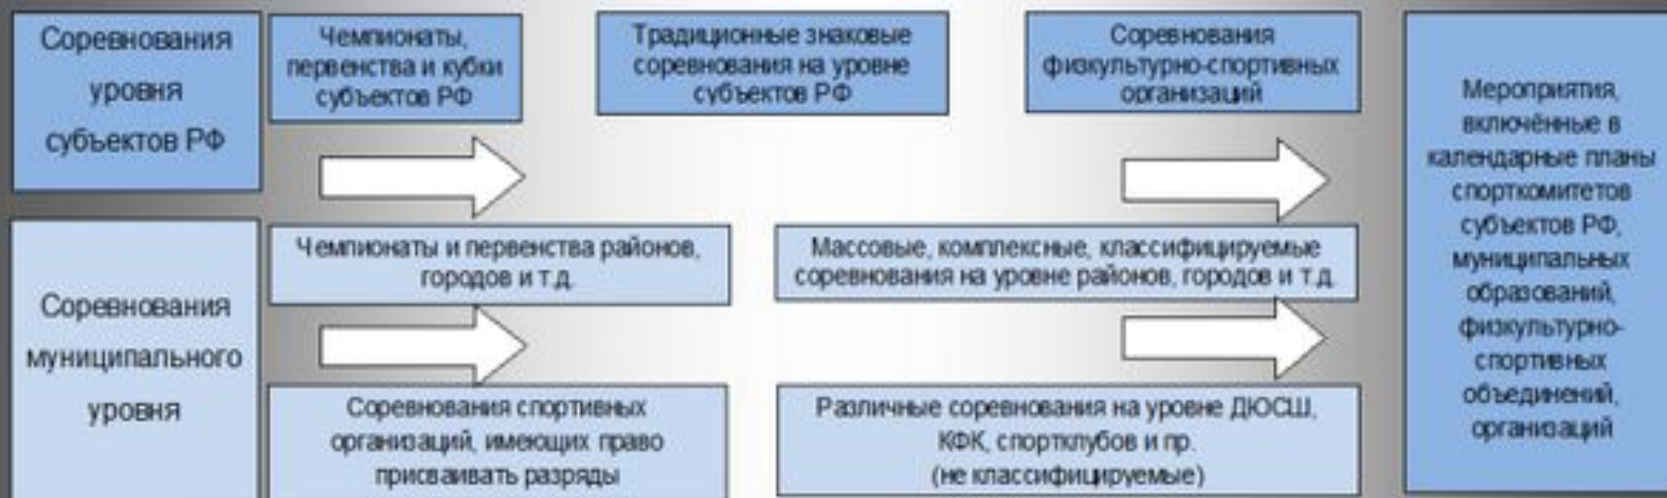 Соревнования
уровня
субъектов РФ
Чемпионаты,
первенства и кубки
субъектов РФ
Традиционные знаковые
соревнования на уровне
субъектов РФ
Соревнования
физкультурно-спортивных
организаций
Соревнования
муниципального
уровня
Чемпионаты и первенства районов,
городов и т.д.
Массовые, комплексные, классифицируемые
соревнования на уровне районов, городов и т.д.
Соревнования спортивных
организаций, имеющих право
присваивать разряды
Различные соревнования на уровне ДЮСШ,
КФК, спортклубов и пр.
(не классифицируемые)
Мероприятия,
включённые в
календарные планы
спорткомитетов
субъектов РФ,
муниципальных
образований,
физкультурно-
спортивных
объединений,
организаций